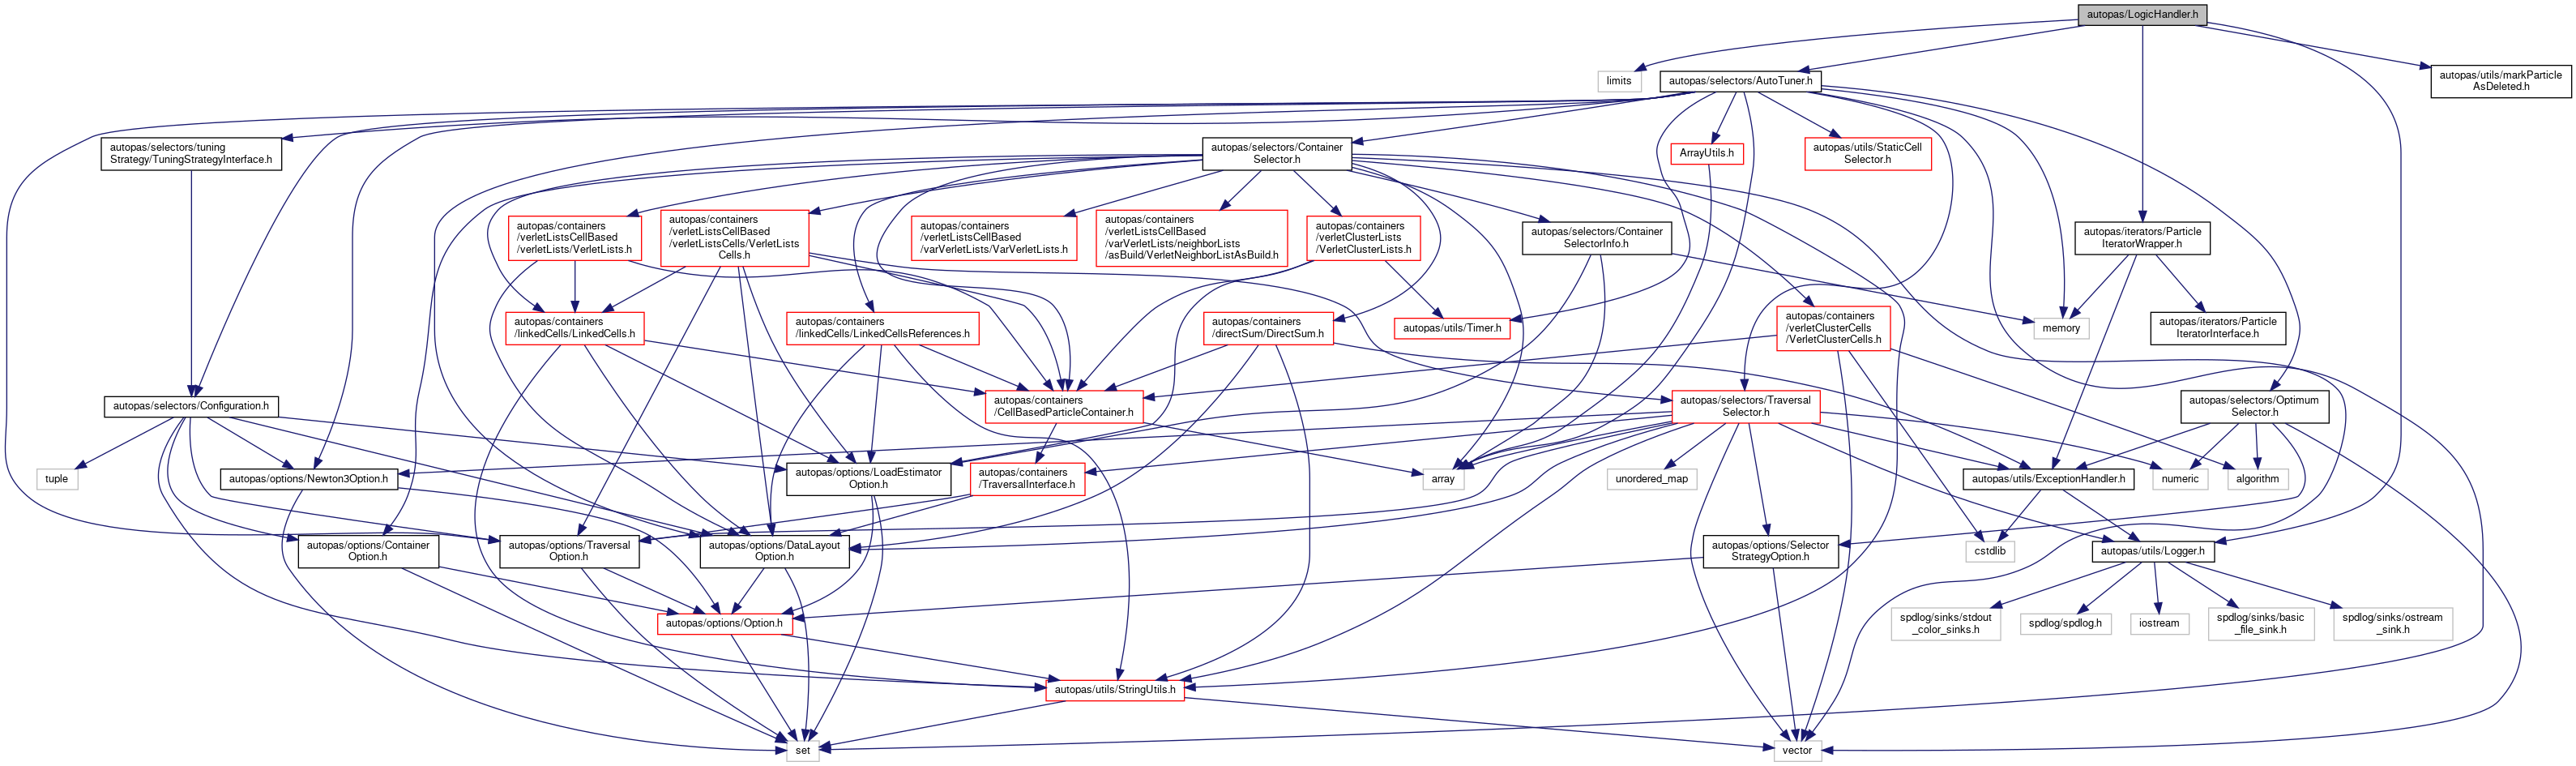 autopas/LogicHandler.h
limits
autopas/selectors/AutoTuner.h
autopas/utils/markParticle
AsDeleted.h
autopas/selectors/tuning
Strategy/TuningStrategyInterface.h
autopas/selectors/Container
Selector.h
ArrayUtils.h
autopas/utils/StaticCell
Selector.h
autopas/containers
/verletListsCellBased
/verletLists/VerletLists.h
autopas/containers
/verletListsCellBased
/verletListsCells/VerletLists
Cells.h
autopas/containers
/verletListsCellBased
/varVerletLists/VarVerletLists.h
autopas/containers
/verletListsCellBased
/varVerletLists/neighborLists
/asBuild/VerletNeighborListAsBuild.h
autopas/containers
/verletClusterLists
/VerletClusterLists.h
autopas/selectors/Container
SelectorInfo.h
autopas/iterators/Particle
IteratorWrapper.h
autopas/containers
/linkedCells/LinkedCells.h
autopas/containers
/linkedCells/LinkedCellsReferences.h
autopas/containers
/directSum/DirectSum.h
autopas/utils/Timer.h
autopas/containers
/verletClusterCells
/VerletClusterCells.h
memory
autopas/iterators/Particle
IteratorInterface.h
autopas/selectors/Configuration.h
autopas/containers
/CellBasedParticleContainer.h
autopas/selectors/Traversal
Selector.h
autopas/selectors/Optimum
Selector.h
tuple
autopas/options/Newton3Option.h
autopas/options/LoadEstimator
Option.h
autopas/containers
/TraversalInterface.h
array
unordered_map
autopas/utils/ExceptionHandler.h
numeric
algorithm
autopas/options/Container
Option.h
autopas/options/Traversal
Option.h
autopas/options/DataLayout
Option.h
autopas/options/Selector
StrategyOption.h
cstdlib
autopas/utils/Logger.h
autopas/options/Option.h
spdlog/sinks/stdout
_color_sinks.h
spdlog/spdlog.h
iostream
spdlog/sinks/basic
_file_sink.h
spdlog/sinks/ostream
_sink.h
autopas/utils/StringUtils.h
set
vector